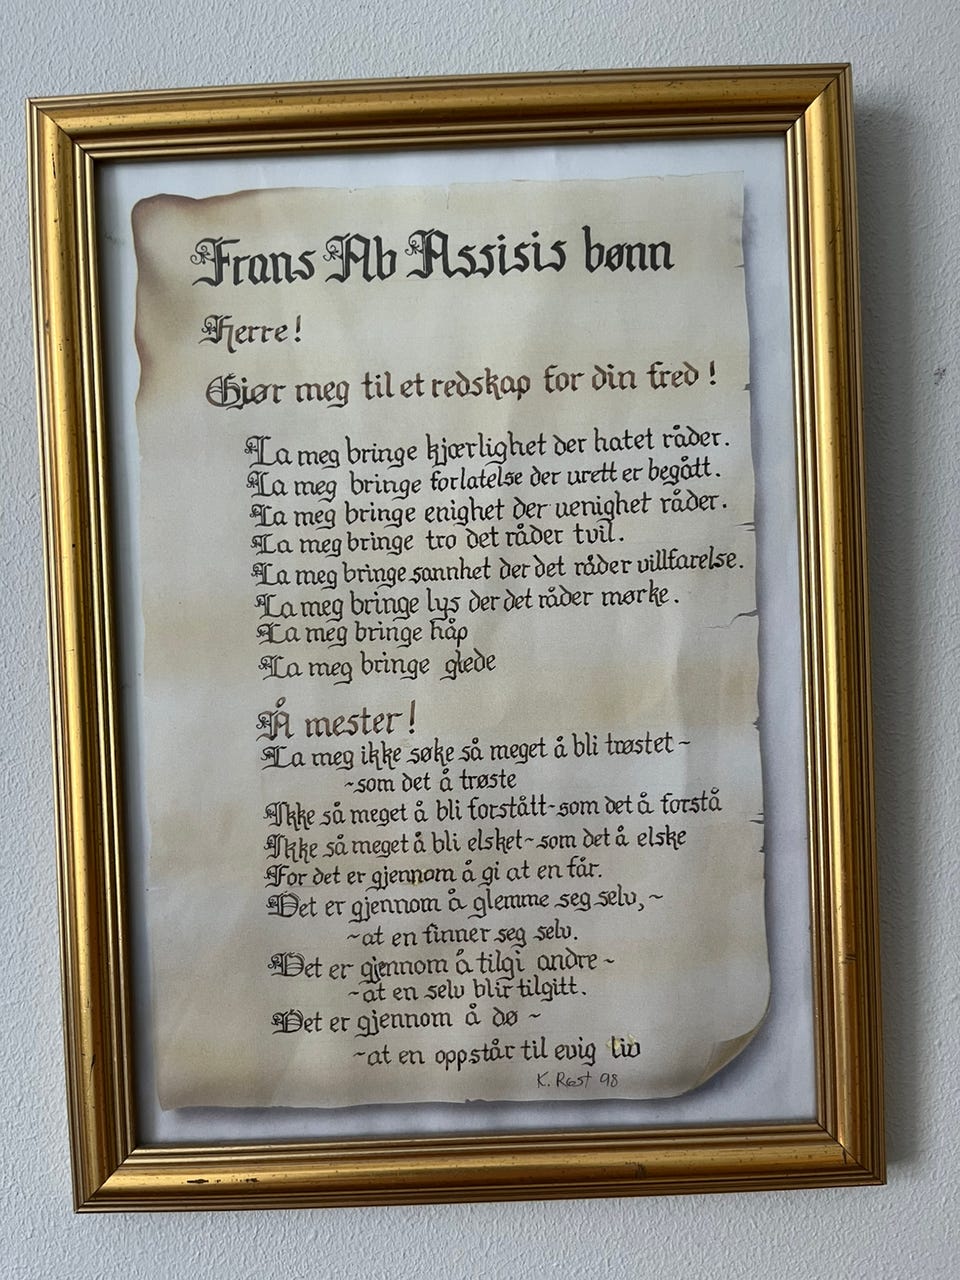 Frans Ab Assisis bønn
Herre!
Gjør meg til et redskap for din fred!
La meg bringe kjærlighet der hatet råder.
La meg bringe forlatelse der urett er begått.
La meg bringe enighet der uenighet råder.
La meg bringe tro det råder tvil.
La meg bringe sannhet der det råder villfarelse.
La meg bringe lys der det råder mørke.
La meg bringe håp
La meg bringe glede
Å mester!
La meg ikke søke så meget å bli trøstet ~
~som det å trøste
Ikke så meget å bli forstått-som det å forstå
Ikke så meget å bli elsket~som det å elske
For det er gjennom å gi at en får.
Det er gjennom å glemme seg selv,~
~at en finner seg selv.
Det er gjennom å tilgi andre ~
~at en selv blir tilgitt.
Det er gjennom å dø ~
~at en oppstår til evig liv
K. Røst 98